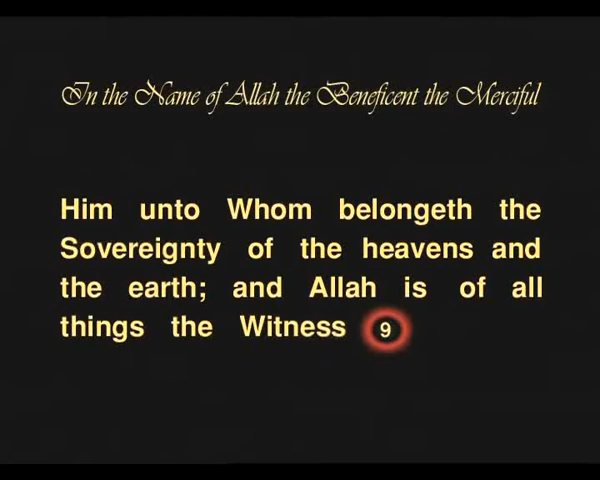 In the Name of Allah the Beneficent the Merciful
Him unto Whom belongeth the
Sovereignty of the heavens and
the earth; and Allah is of all
things the Witness 9